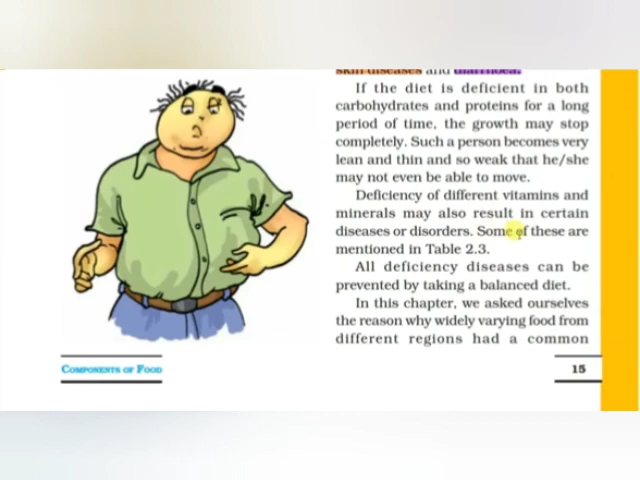 skin diseases and diarrhoea.
If the diet is deficient in both
carbohydrates and proteins for a long
period of time, the growth may stop
completely. Such a person becomes very
lean and thin and so weak that he/she
may not even be able to move.
Deficiency of different vitamins and
minerals may also result in certain
diseases or disorders. Some of these are
mentioned in Table 2.3.
All deficiency diseases can be
prevented by taking a balanced diet.
In this chapter, we asked ourselves
the reason why widely varying food from
different regions had a common
COMPONENTS OF FOOD
15